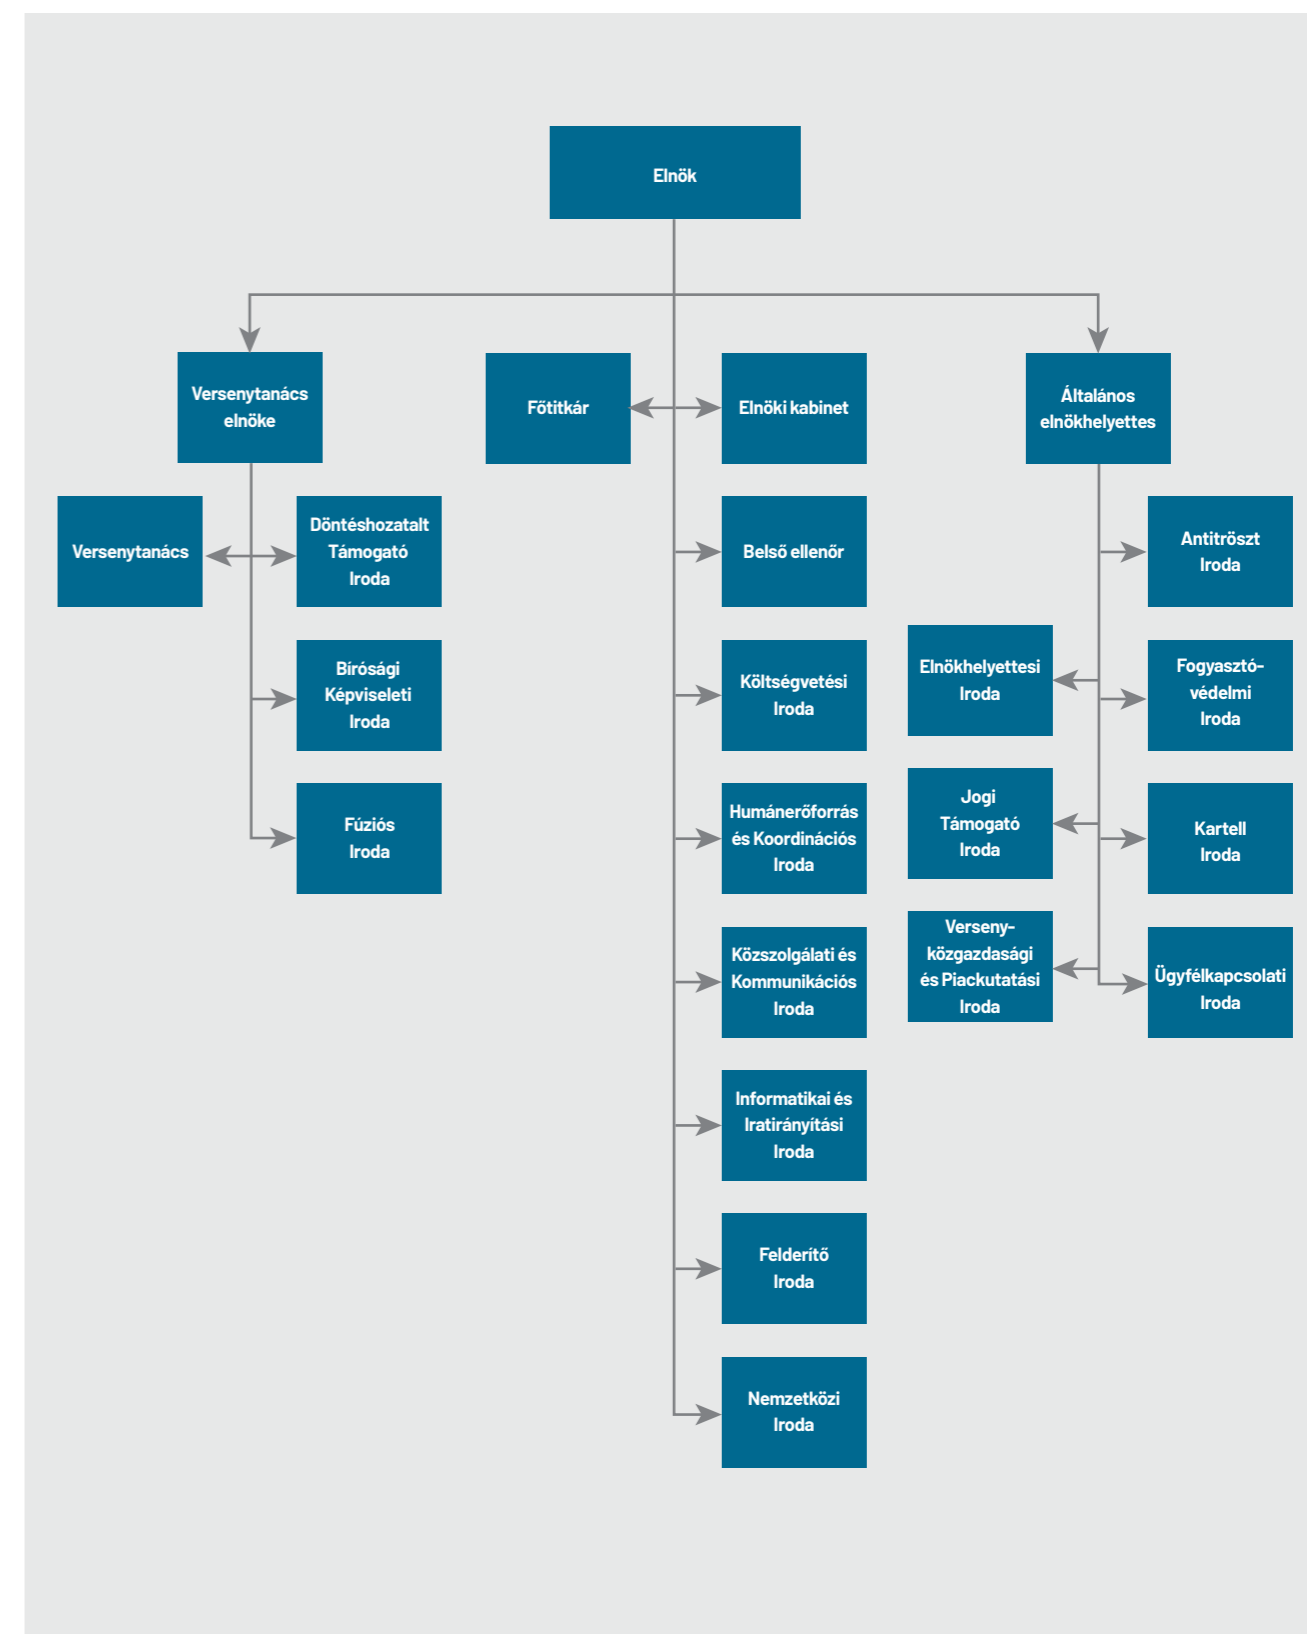 Elnök
Versenytanács
elnöke
Főtitkár
Elnöki kabinet
Általános
elnökhelyettes
Versenytanács
Döntéshozatalt
Támogató
Iroda
Belső ellenőr
Antitröszt
Iroda
Bírósági
Képviseleti
Iroda
Költségvetési
Iroda
Elnökhelyettesi
Iroda
Fogyasztó-
védelmi
Iroda
Fúziós
Iroda
Humánerőforrás
és Koordinációs
Iroda
Jogi
Támogató
Iroda
Kartell
Iroda
Közszolgálati és
Kommunikációs
Iroda
Verseny-
közgazdasági
és Piackutatási
Iroda
Ügyfélkapcsolati
Iroda
Informatikai és
Iratirányítási
Iroda
Felderítő
Iroda
Nemzetközi
Iroda